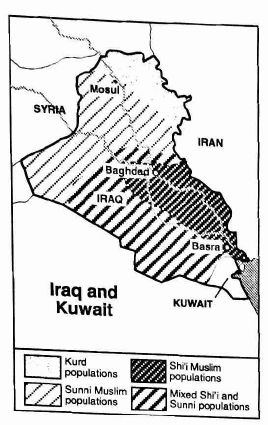 Mosul
SYRIA
IRAN
Baghdad
IRAQ
Basra
Iraq and
Kuwait
KUWAIT
Kurd
populations
Shi'i Muslim
populations
Sunni Muslim
populations
Mixed Shi'i and
Sunni populations